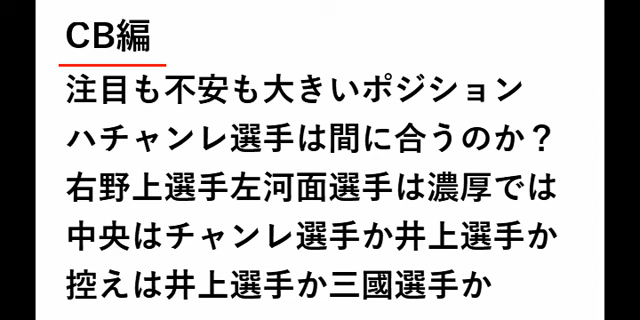 CB編
注目も不安も大きいポジション
ハチャンレ選手は間に合うのか？
右野上選手左河面選手は濃厚では
中央はチャンレ選手か井上選手か
控えは井上選手か三國選手か